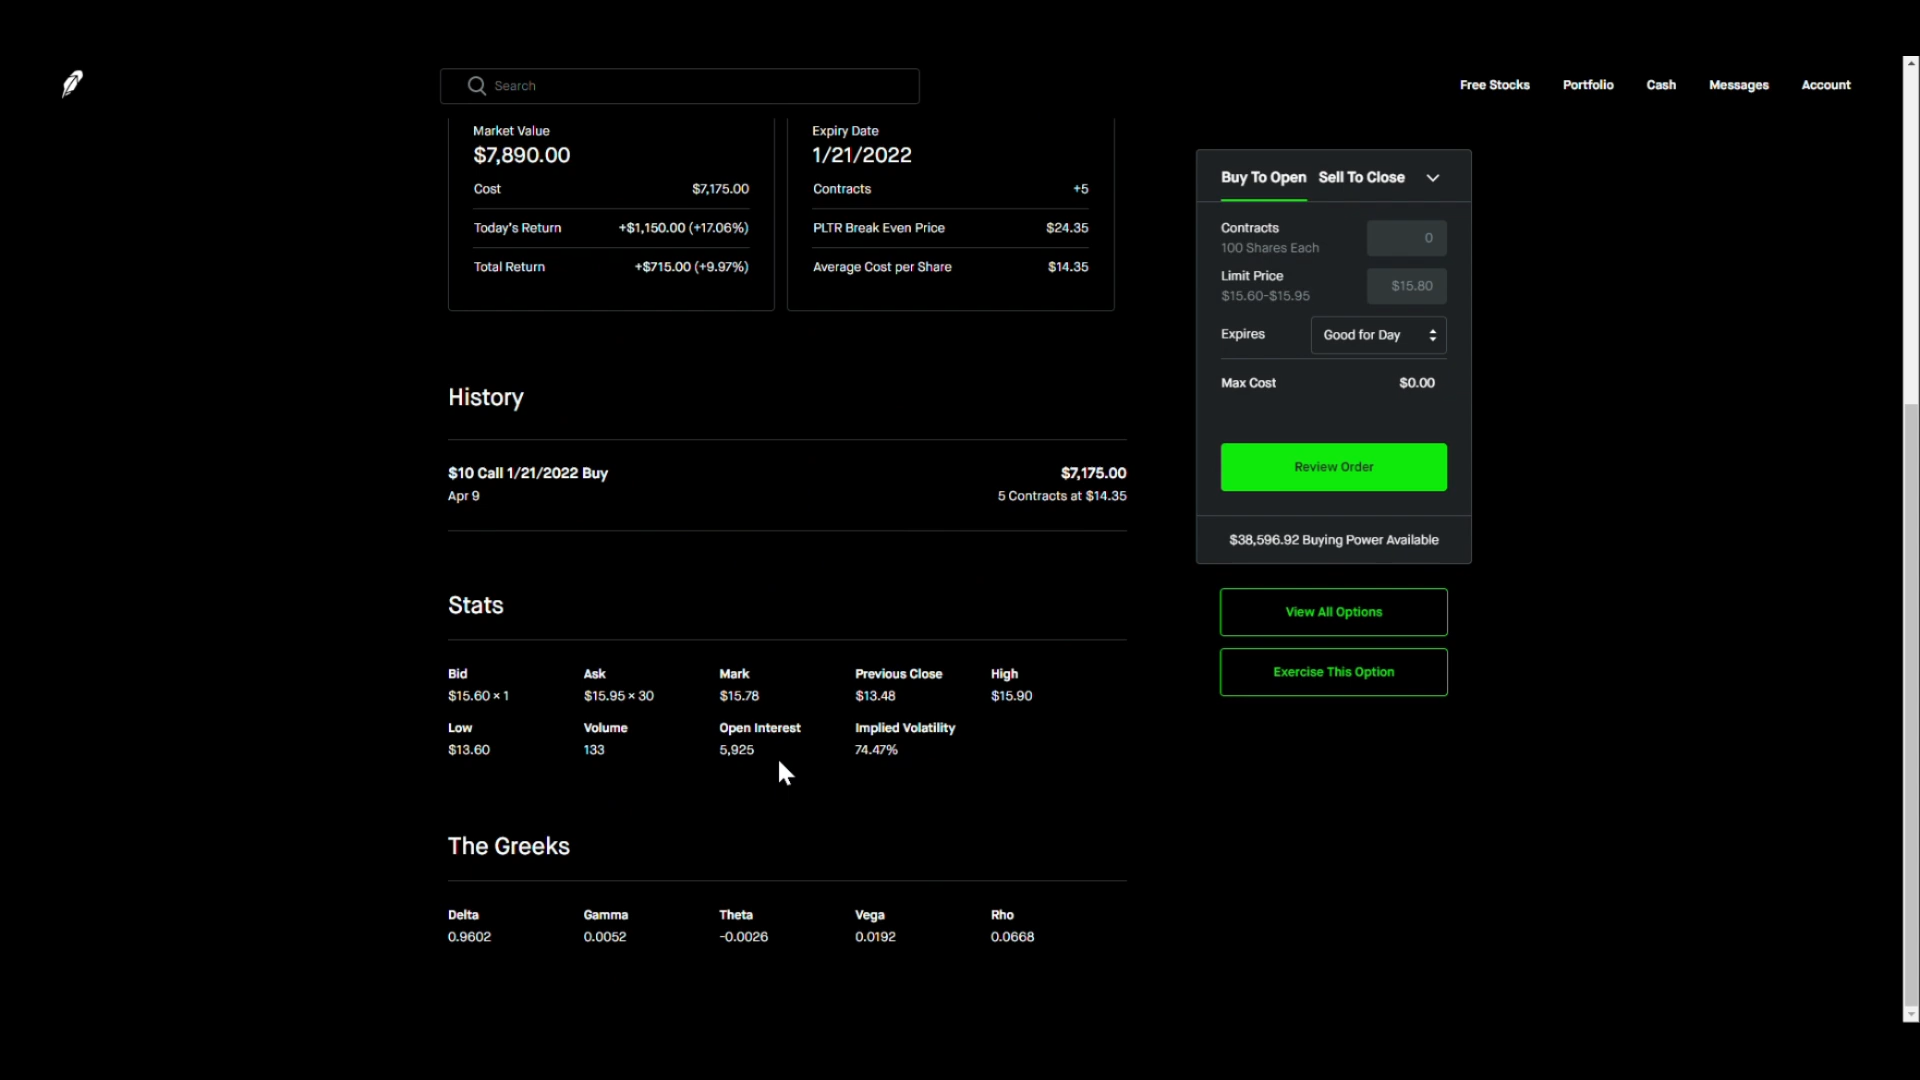 Search
Free Stocks Portfolio Cash Messages Account
Market Value
$7,890.00
Cost $7,175.00
Today's Return +$1,150.00 (+17.06%)
Total Return +$715.00 (+9.97%)
Expiry Date
1/21/2022
Contracts +5
PLTR Break Even Price $24.35
Average Cost per Share $14.35
Buy To Open Sell To Close
Contracts 0
100 Shares Each
Limit Price $15.80
$15.60-$15.95
Expires Good for Day
Max Cost $0.00
Review Order
$38,596.92 Buying Power Available
View All Options
Exercise This Option
History
$10 Call 1/21/2022 Buy $7,175.00
Apr 9 5 Contracts at $14.35
Stats
Bid Ask Mark Previous Close High
$15.60 × 1 $15.95 × 30 $15.78 $13.48 $15.90
Low Volume Open Interest Implied Volatility
$13.60 133 5,925 74.47%
The Greeks
Delta Gamma Theta Vega Rho
0.9602 0.0052 -0.0026 0.0192 0.0668